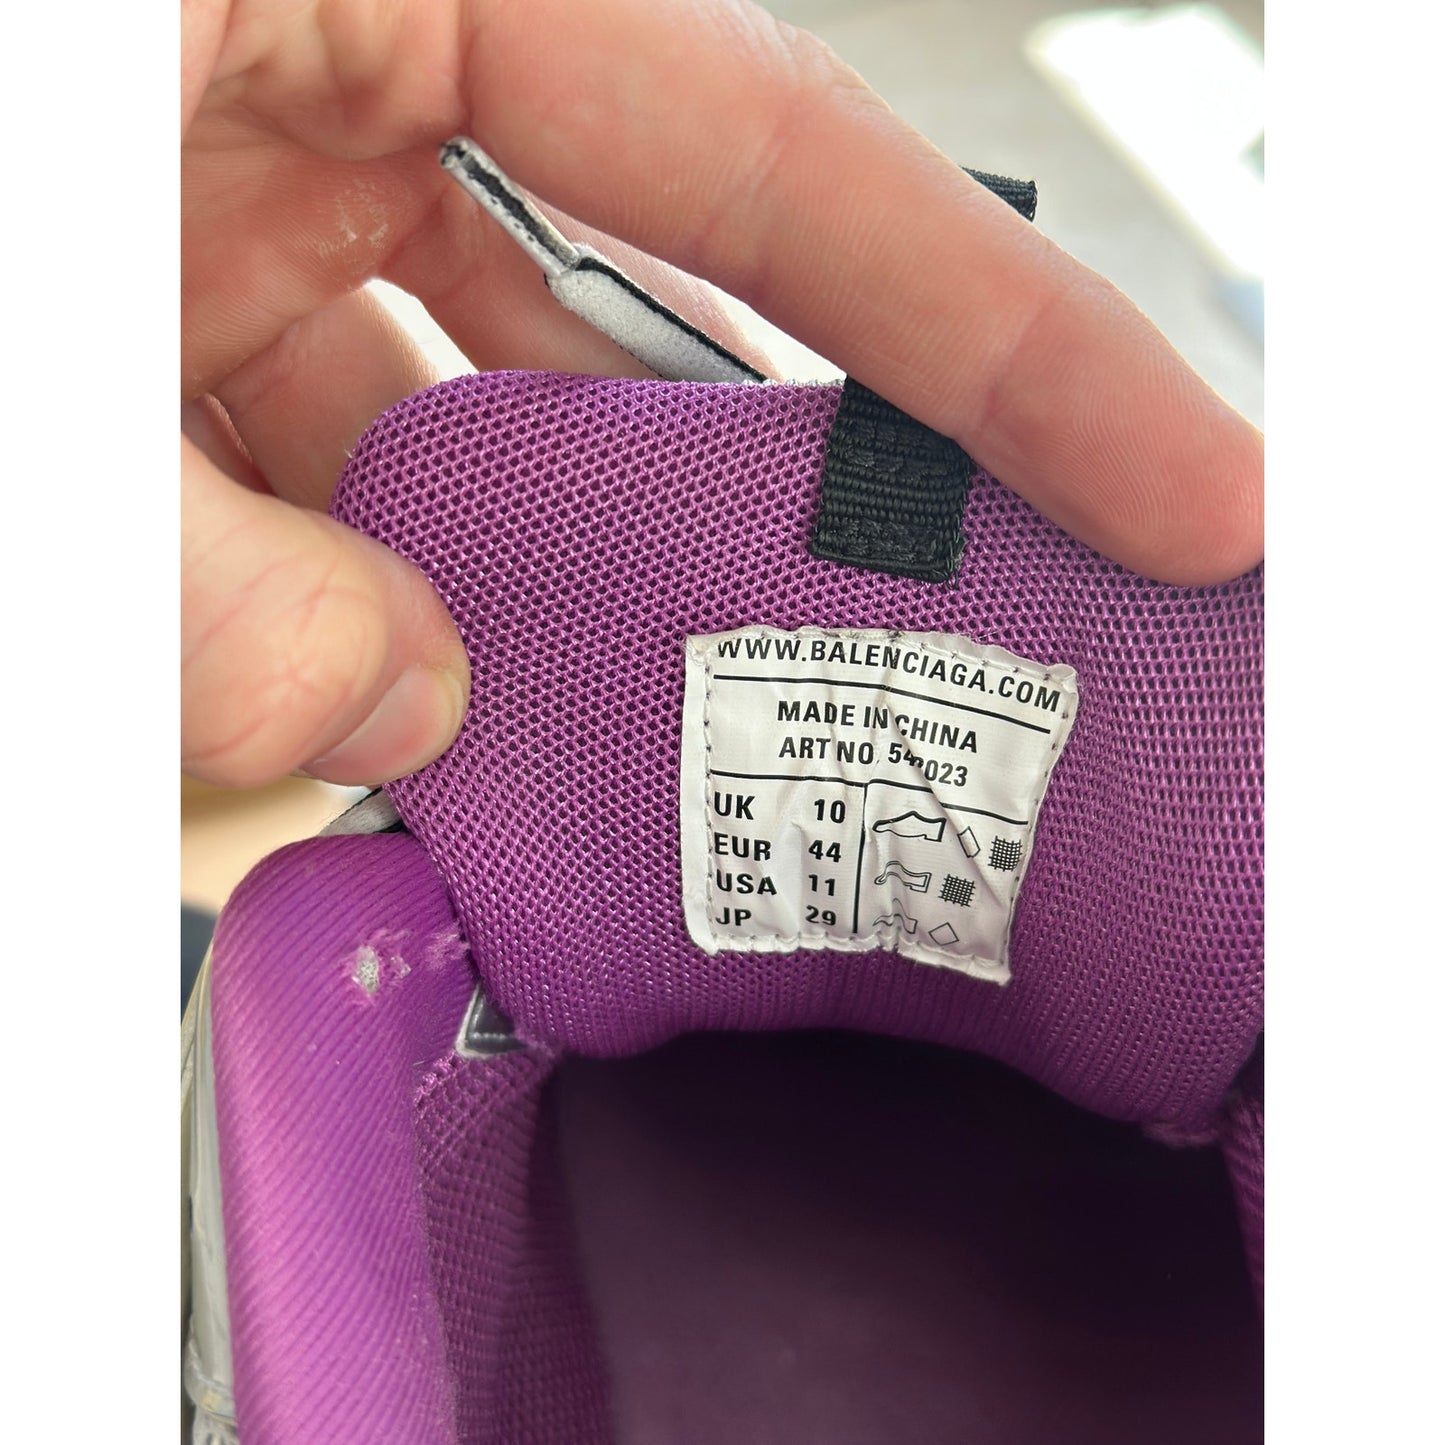 WWW.BALENCIAGA.COM
MADE IN CHINA
ART NO.
UK 10
EUR 44
USA 11
JP 29